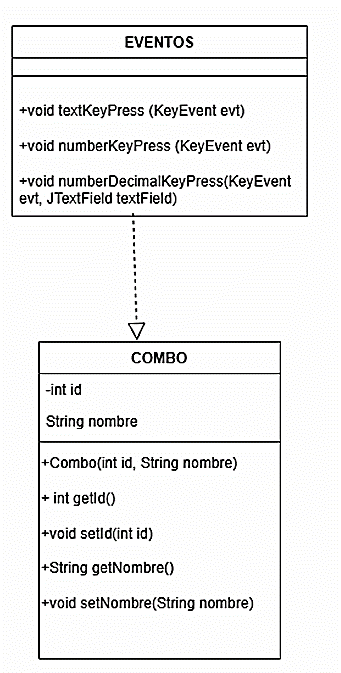 EVENTOS
+void textKeyPress (KeyEvent evt)
+void numberKeyPress (KeyEvent evt)
+void numberDecimalKeyPress(KeyEvent
evt, JTextField textField)
COMBO
-int id
String nombre
+Combo(int id, String nombre)
+ int getId()
+void setId(int id)
+String getNombre()
+void setNombre(String nombre)